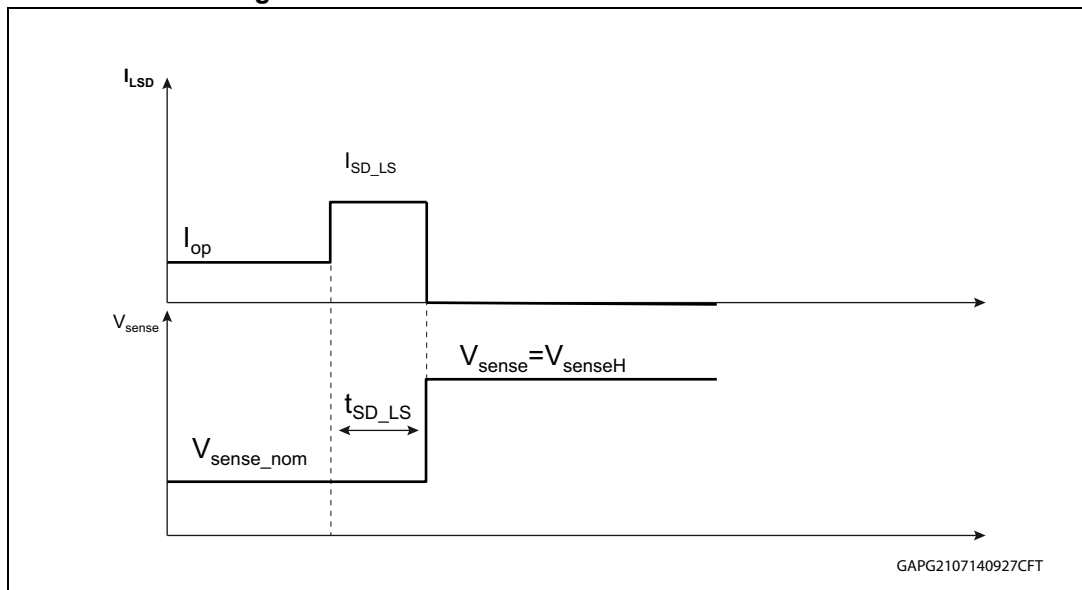 I_LSD
I_SD_LS
I_op
V_sense
V_sense=V_senseH
t_SD_LS
V_sense_nom
GAPG2107140927CFT